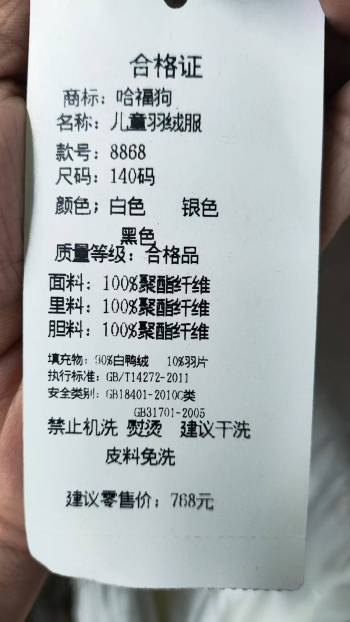 合格证
商标：哈福狗
名称：儿童羽绒服
款号：8868
尺码：140码
颜色；白色 银色
黑色
质量等级：合格品
面料：100%聚酯纤维
里料：100%聚酯纤维
胆料：100%聚酯纤维
填充物：90%白鸭绒 10%羽片
执行标准：GB/T14272-2011
安全类别：GB18401-2010C类
GB31701-2005
禁止机洗 熨烫 建议干洗
皮料免洗
建议零售价：768元